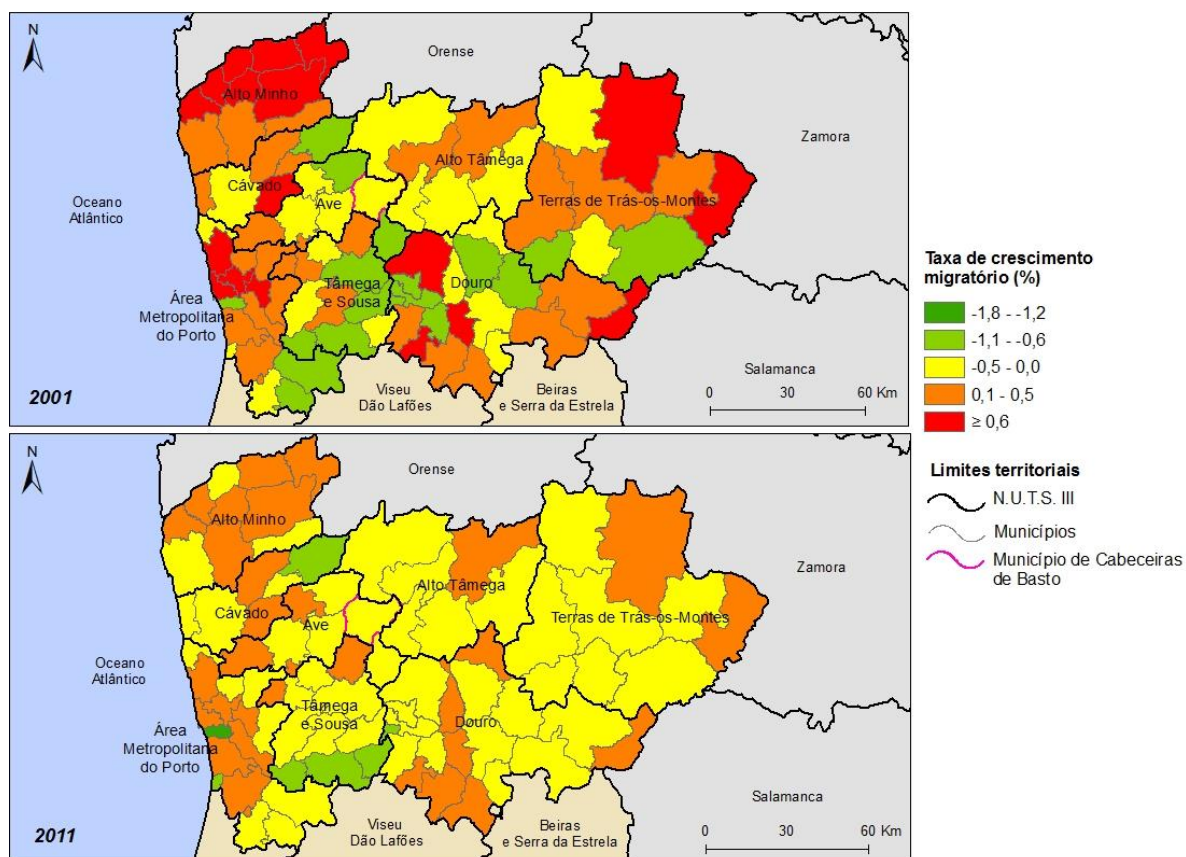 N
Orense
Alto Minho
Zamora
Alto Tâmega
Cávado
Ave
Terras de Trás-os-Montes
Oceano
Atlântico
Tâmega
e Sousa
Douro
Área
Metropolitana
do Porto
Salamanca
Viseu
Dão Lafões
Beiras
e Serra da Estrela
0 30 60 Km
2001
Taxa de crescimento
migratório (%)
-1,8 - -1,2
-1,1 - -0,6
-0,5 - 0,0
0,1 - 0,5
≥ 0,6
Limites territoriais
N.U.T.S. III
Municípios
Município de Cabeceiras
de Basto
N
Orense
Alto Minho
Zamora
Alto Tâmega
Cávado
Ave
Terras de Trás-os-Montes
Oceano
Atlântico
Tâmega
e Sousa
Douro
Área
Metropolitana
do Porto
Salamanca
Viseu
Dão Lafões
Beiras
e Serra da Estrela
0 30 60 Km
2011